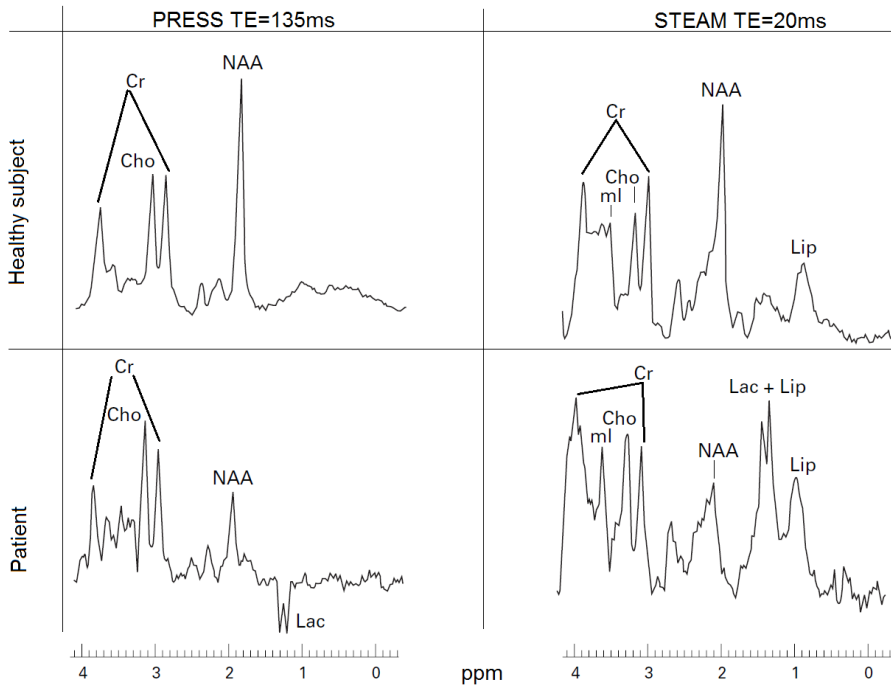 PRESS TE=135ms
STEAM TE=20ms
Healthy subject
Cr
Cho
NAA
Cr
Cho
mI
NAA
Lip
Patient
Cr
Cho
NAA
Lac
Cr
Cho
mI
NAA
Lac + Lip
Lip
4 3 2 1 0 ppm 4 3 2 1 0